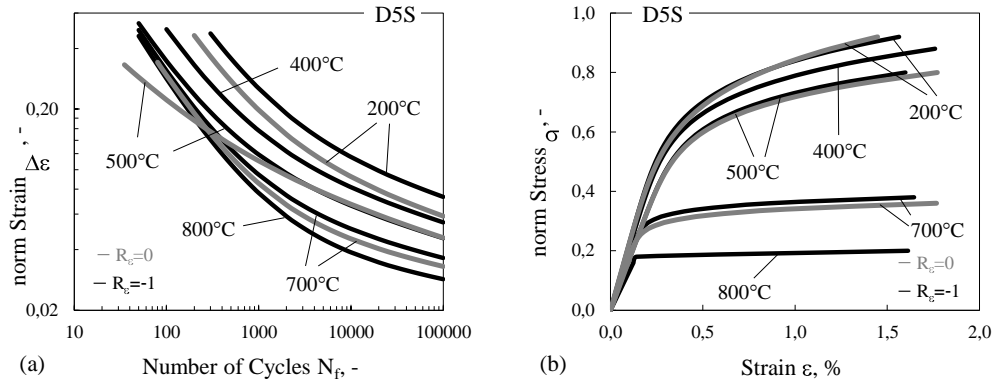 D5S
norm Strain Δε, -
0,20
0,02
400°C
200°C
500°C
800°C
700°C
Rε=0
Rε=-1
10
100
1000
10000
100000
(a)
Number of Cycles Nf, -
D5S
norm Stress σ, -
1,0
0,8
0,6
0,4
0,2
0,0
200°C
400°C
500°C
700°C
800°C
Rε=0
Rε=-1
0,0
0,5
1,0
1,5
2,0
(b)
Strain ε, %